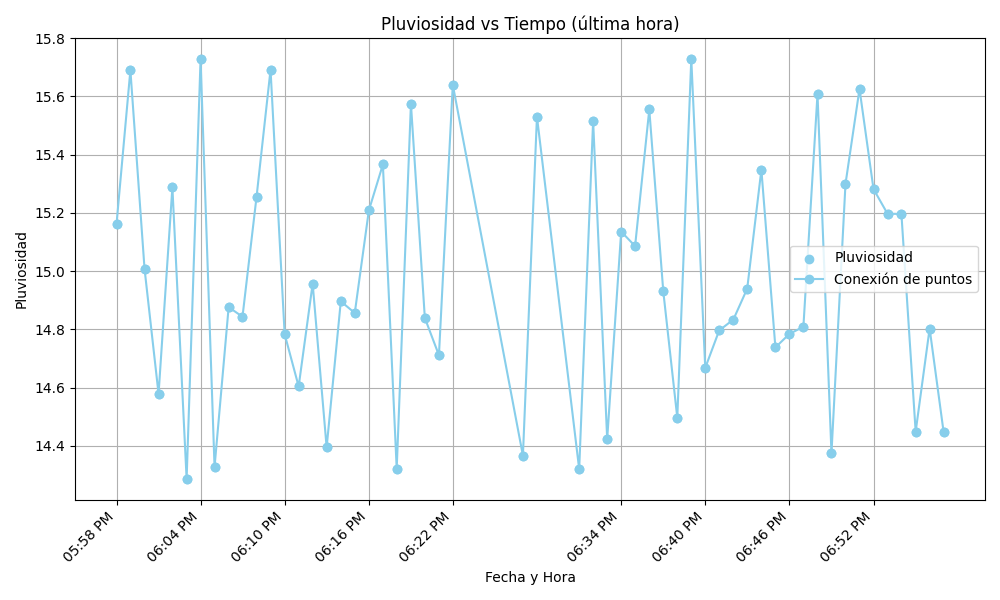 Pluviosidad vs Tiempo (última hora)
Pluviosidad
15.8
15.6
15.4
15.2
15.0
14.8
14.6
14.4
Pluviosidad
Conexión de puntos
05:58 PM
06:04 PM
06:10 PM
06:16 PM
06:22 PM
06:34 PM
06:40 PM
06:46 PM
06:52 PM
Fecha y Hora